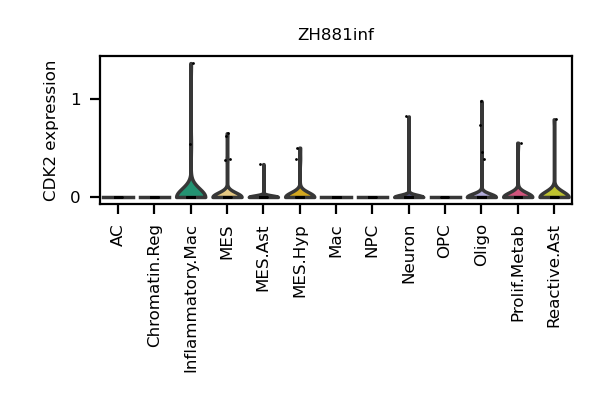 ZH881inf
CDK2 expression
1
0
AC
Chromatin.Reg
Inflammatory.Mac
MES
MES.Ast
MES.Hyp
Mac
NPC
Neuron
OPC
Oligo
Prolif.Metab
Reactive.Ast